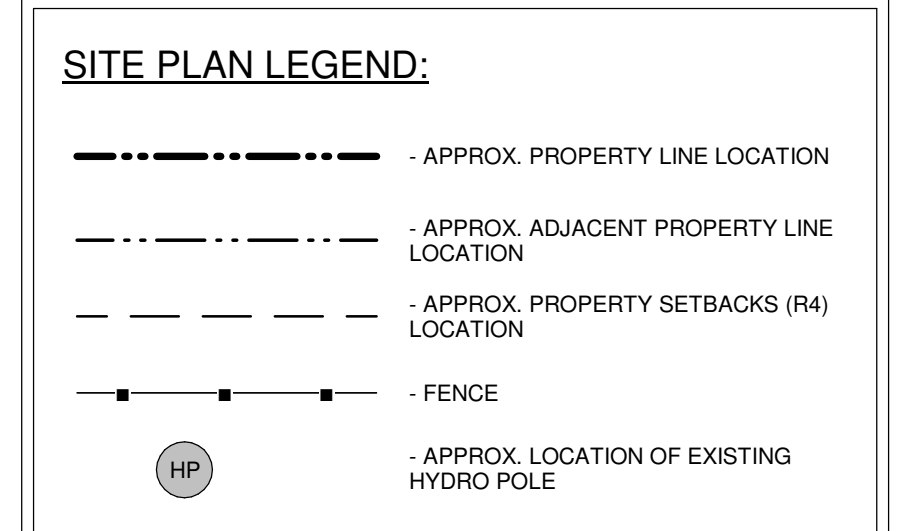 SITE PLAN LEGEND:
- APPROX. PROPERTY LINE LOCATION
- APPROX. ADJACENT PROPERTY LINE
LOCATION
- APPROX. PROPERTY SETBACKS (R4)
LOCATION
- FENCE
HP
- APPROX. LOCATION OF EXISTING
HYDRO POLE